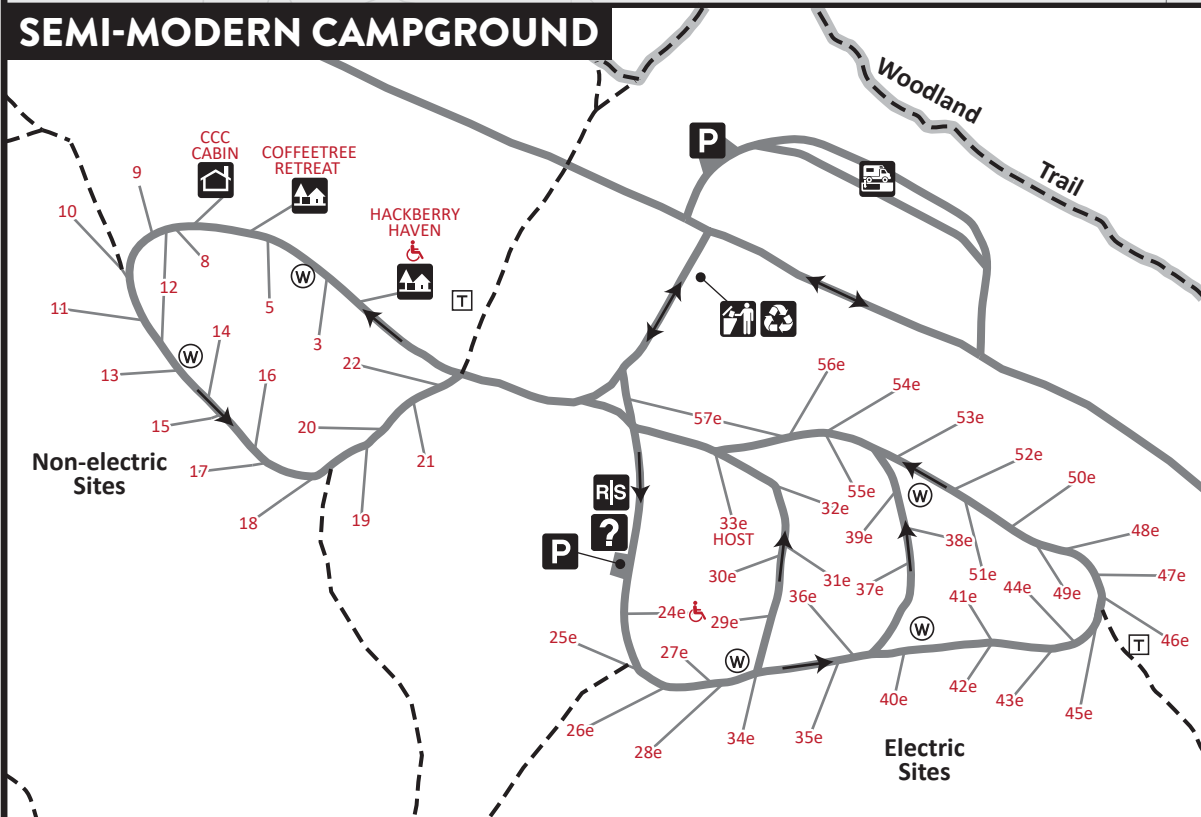 SEMI-MODERN CAMPGROUND
Woodland
Trail
P
CCC
CABIN
COFFEETREE
RETREAT
HACKBERRY
HAVEN
9
10
8
12
5
W
T
11
3
14
W
13
16
22
15
20
17
21
18
19
Non-electric
Sites
56e
54e
57e
53e
52e
50e
R|S
?
P
33e
HOST
32e
55e
W
39e
38e
48e
30e
31e
37e
51e
49e
47e
36e
41e
44e
24e
29e
W
46e
T
25e
27e
W
40e
42e
43e
45e
26e
28e
34e
35e
Electric
Sites